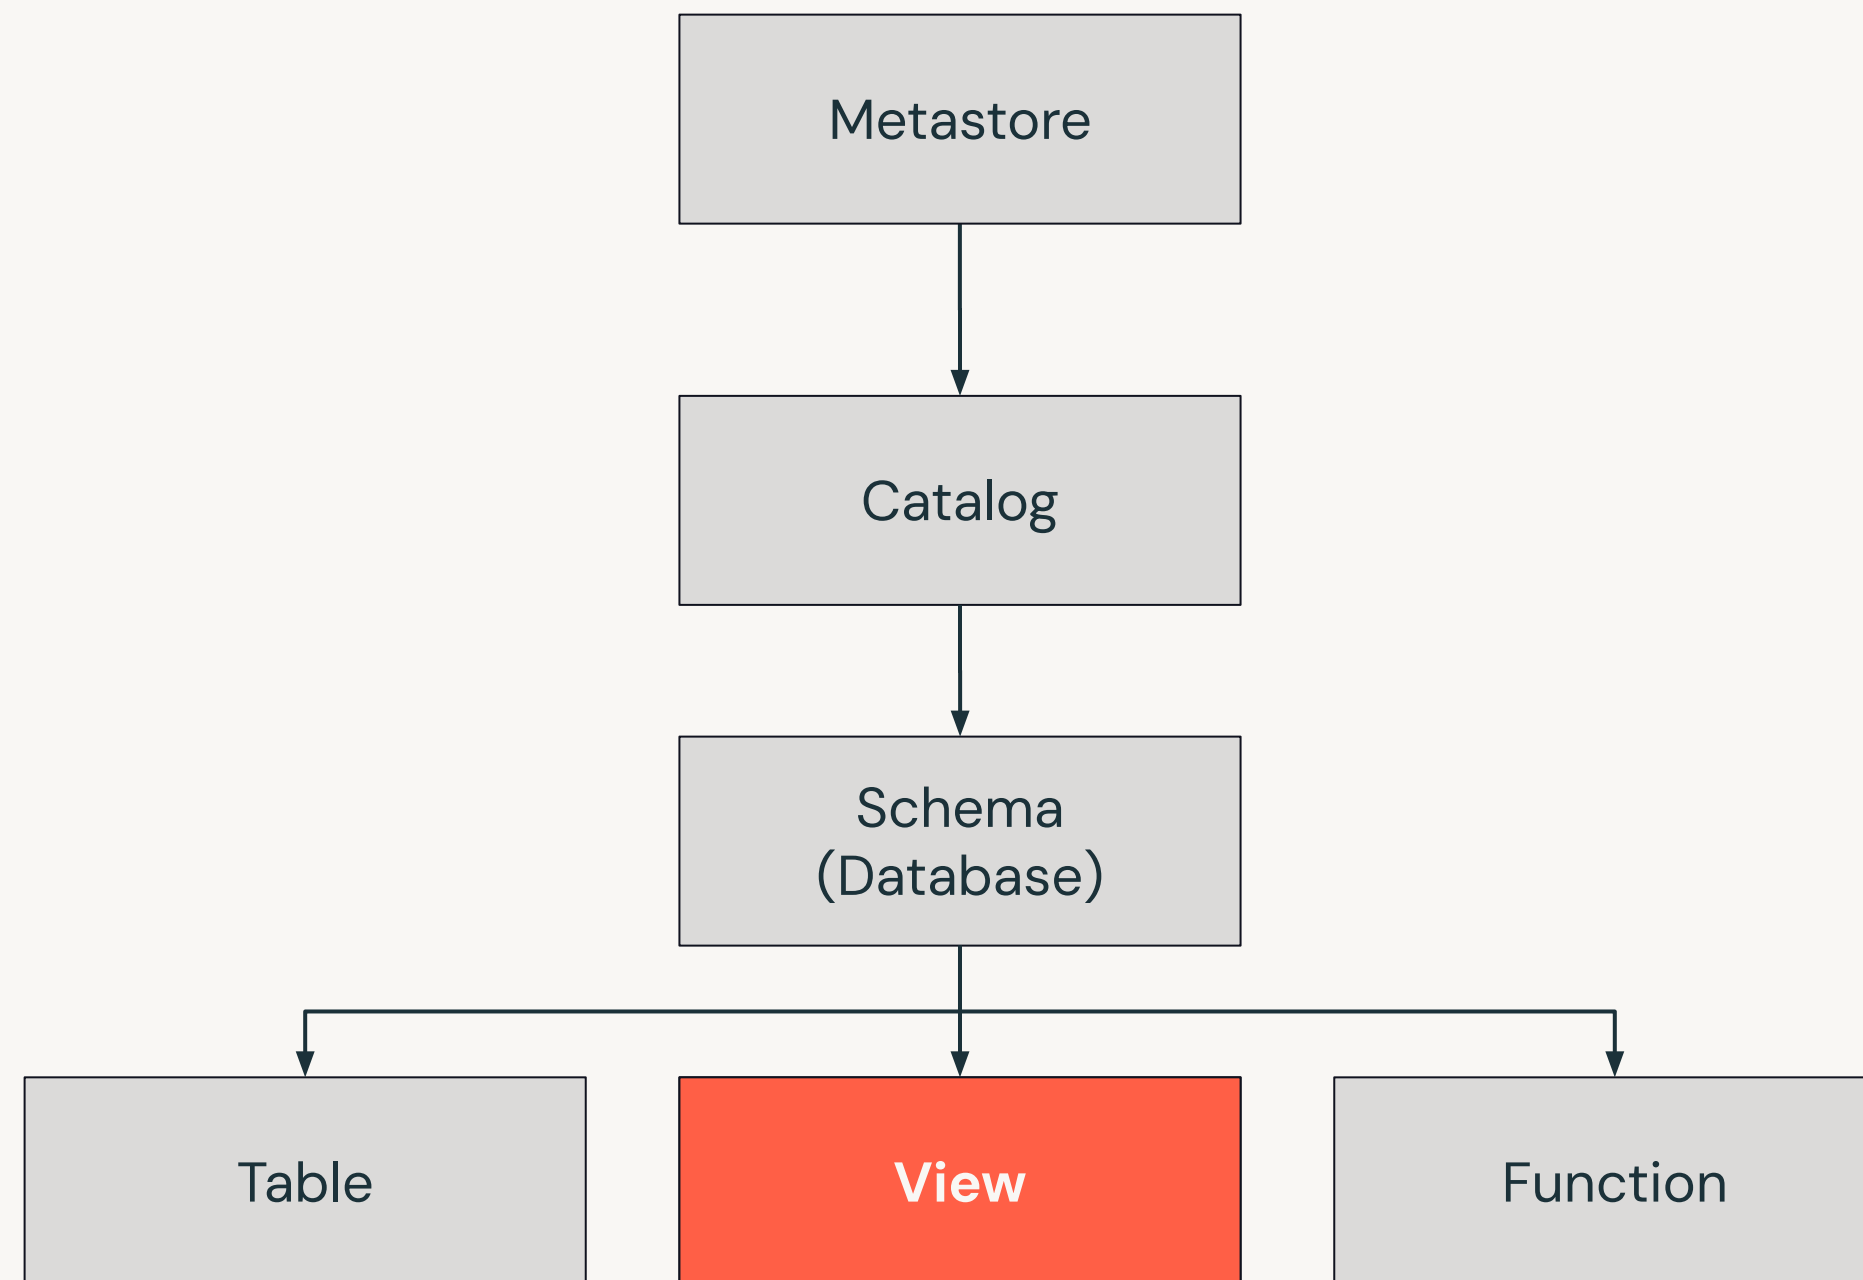 Metastore
Catalog
Schema
(Database)
Table
View
Function